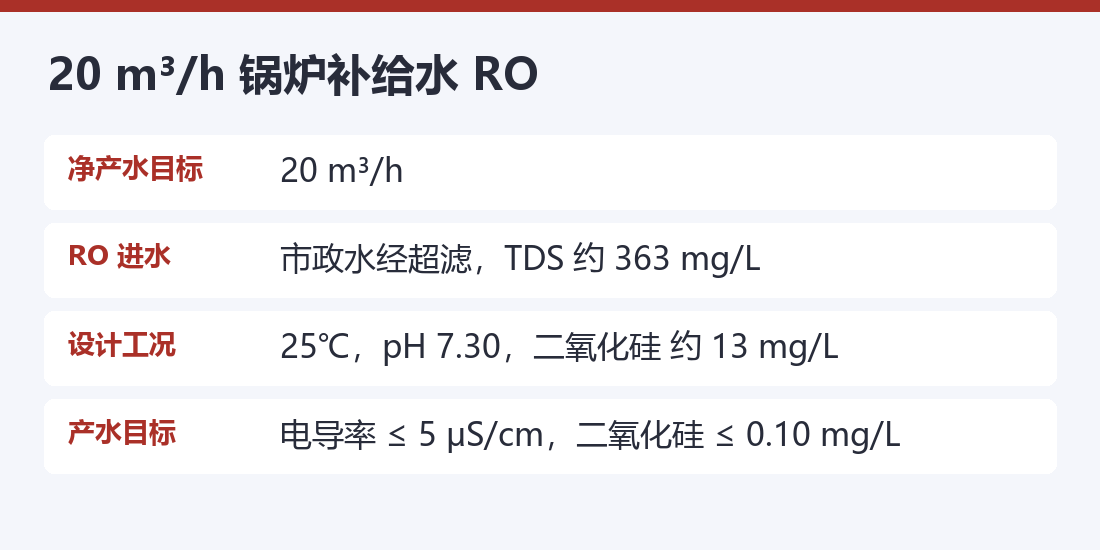 20 m³/h 锅炉补给水 RO
净产水目标 20 m³/h
RO 进水 市政水经超滤，TDS 约 363 mg/L
设计工况 25℃，pH 7.30，二氧化硅 约 13 mg/L
产水目标 电导率 ≤ 5 µS/cm，二氧化硅 ≤ 0.10 mg/L